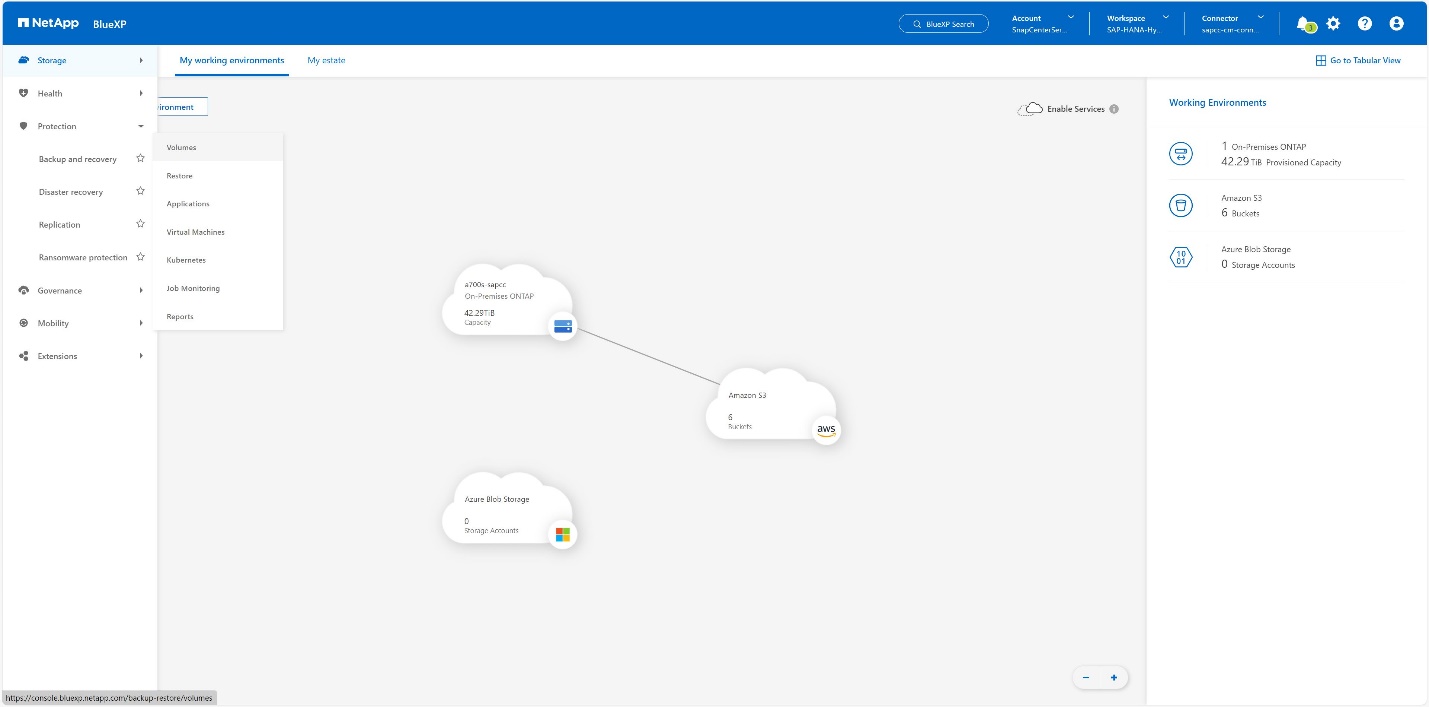 NetApp BlueXP
BlueXP Search
Account
SnapCenterSer...
Workspace
SAP-HANA-Hy...
Connector
sapcc-cm-conn...
3
Storage
Health
Protection
Backup and recovery
Disaster recovery
Replication
Ransomware protection
Governance
Mobility
Extensions
Volumes
Restore
Applications
Virtual Machines
Kubernetes
Job Monitoring
Reports
My working environments
My estate
Go to Tabular View
vironment
Enable Services
a700s-sapcc
On-Premises ONTAP
42.29TiB
Capacity
Amazon S3
6
Buckets
aws
Azure Blob Storage
0
Storage Accounts
Working Environments
1 On-Premises ONTAP
42.29 TiB Provisioned Capacity
Amazon S3
6 Buckets
10
01
Azure Blob Storage
0 Storage Accounts
https://console.bluexp.netapp.com/backup-restore/volumes